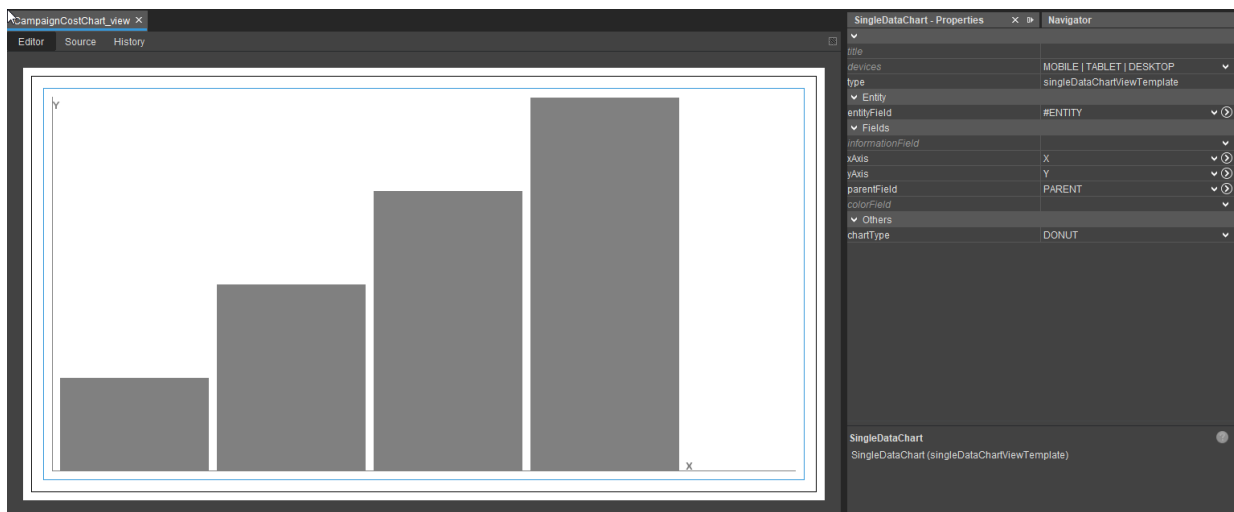 CampaignCostChart_view
Editor Source History
Y
X
SingleDataChart - Properties Navigator
title
devices MOBILE | TABLET | DESKTOP
type singleDataChartViewTemplate
Entity
entityField #ENTITY
Fields
informationField
xAxis X
yAxis Y
parentField PARENT
colorField
Others
chartType DONUT
SingleDataChart
SingleDataChart (singleDataChartViewTemplate)